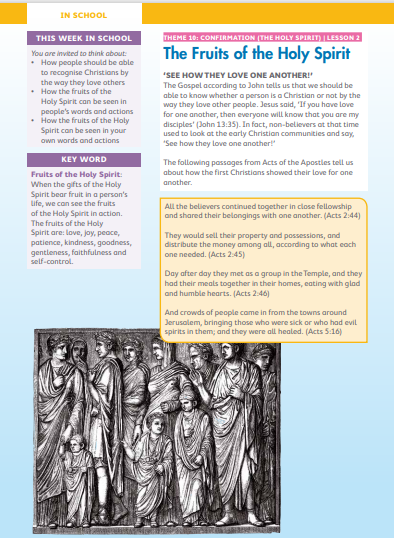 IN SCHOOL
THIS WEEK IN SCHOOL
You are invited to think about:
• How people should be able
to recognise Christians by
the way they love others
• How the fruits of the
Holy Spirit can be seen in
people's words and actions
• How the fruits of the Holy
Spirit can be seen in your
own words and actions
KEY WORD
Fruits of the Holy Spirit:
When the gifts of the Holy
Spirit bear fruit in a person's
life, we can see the fruits
of the Holy Spirit in action.
The fruits of the Holy
Spirit are: love, joy, peace,
patience, kindness, goodness,
gentleness, faithfulness and
self-control.
THEME 10: CONFIRMATION (THE HOLY SPIRIT) | LESSON 2
The Fruits of the Holy Spirit
'SEE HOW THEY LOVE ONE ANOTHER!'
The Gospel according to John tells us that we should be
able to know whether a person is a Christian or not by the
way they love other people. Jesus said, 'If you have love
for one another, then everyone will know that you are my
disciples' (John 13:35). In fact, non-believers at that time
used to look at the early Christian communities and say,
'See how they love one another!'
The following passages from Acts of the Apostles tell us
about how the first Christians showed their love for one
another.
All the believers continued together in close fellowship
and shared their belongings with one another. (Acts 2:44)
They would sell their property and possessions, and
distribute the money among all, according to what each
one needed. (Acts 2:45)
Day after day they met as a group in the Temple, and they
had their meals together in their homes, eating with glad
and humble hearts. (Acts 2:46)
And crowds of people came in from the towns around
Jerusalem, bringing those who were sick or who had evil
spirits in them; and they were all healed. (Acts 5:16)